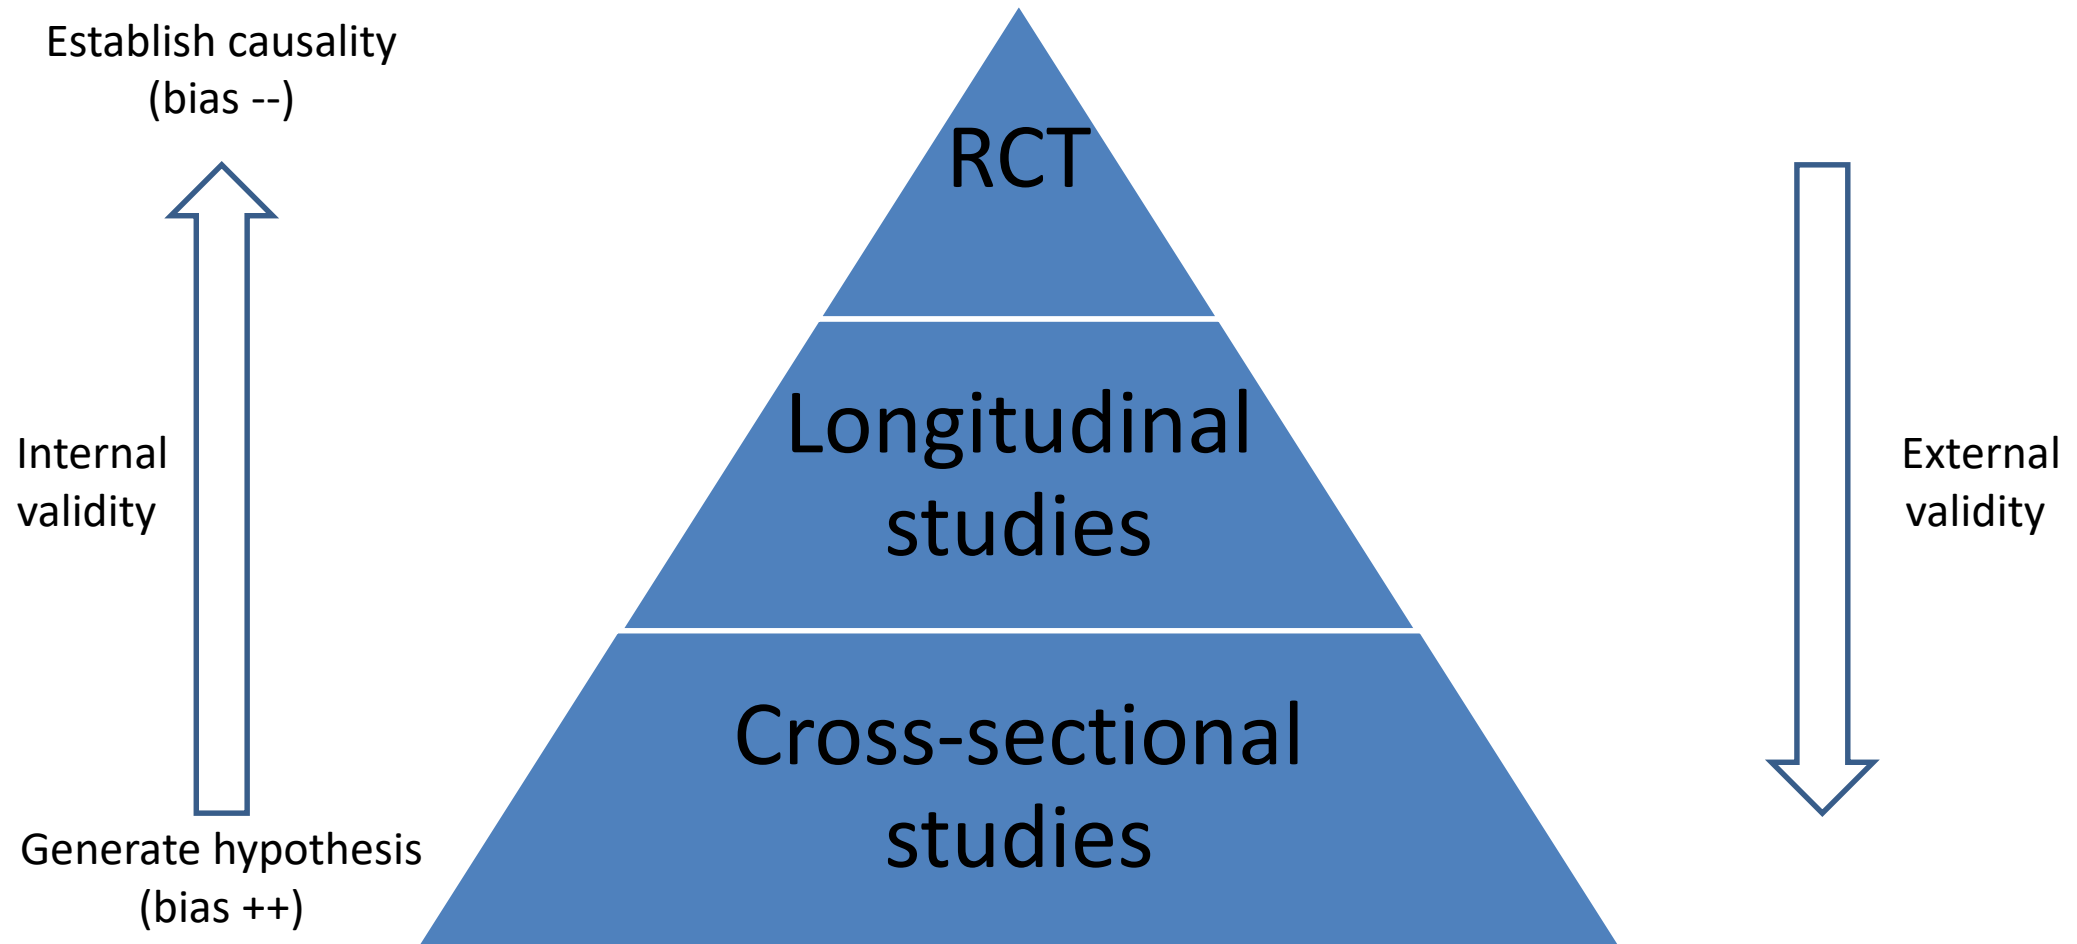 Establish causality
(bias --)
RCT
Internal
validity
Longitudinal
studies
External
validity
Cross-sectional
studies
Generate hypothesis
(bias ++)